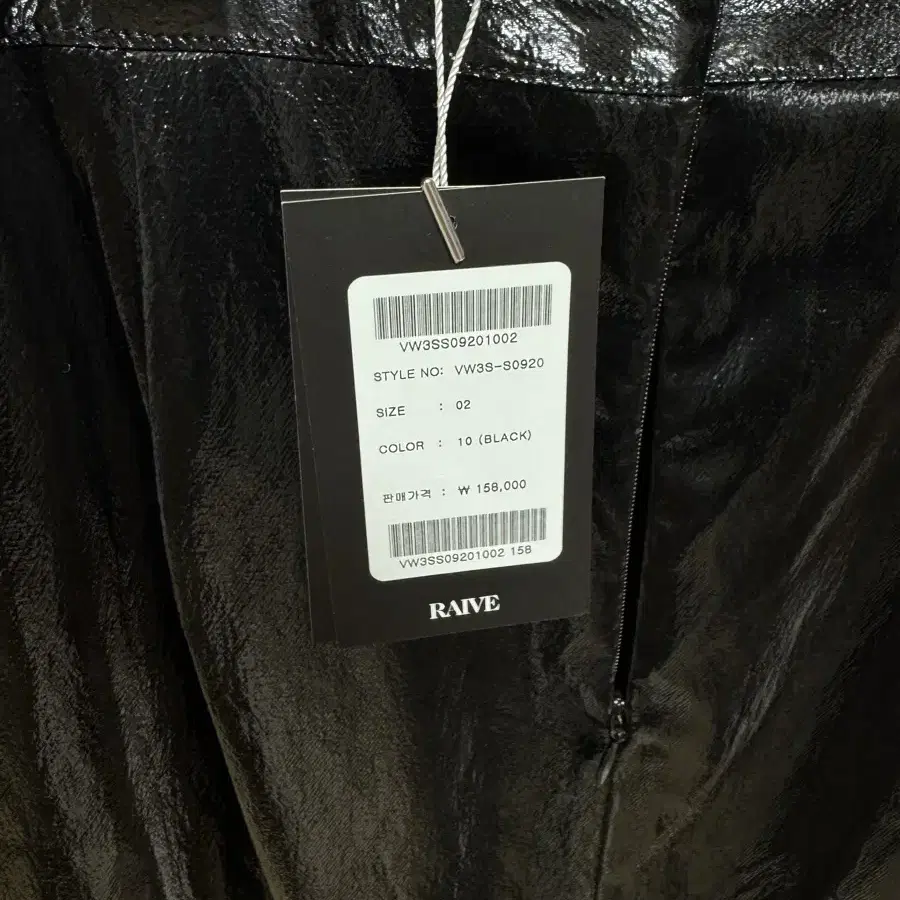 VW3SS09201002
STYLE NO: VW3S-S0920
SIZE : 02
COLOR : 10 (BLACK)
판매가격 : ₩ 158,000
VW3SS09201002 158
RAIVE